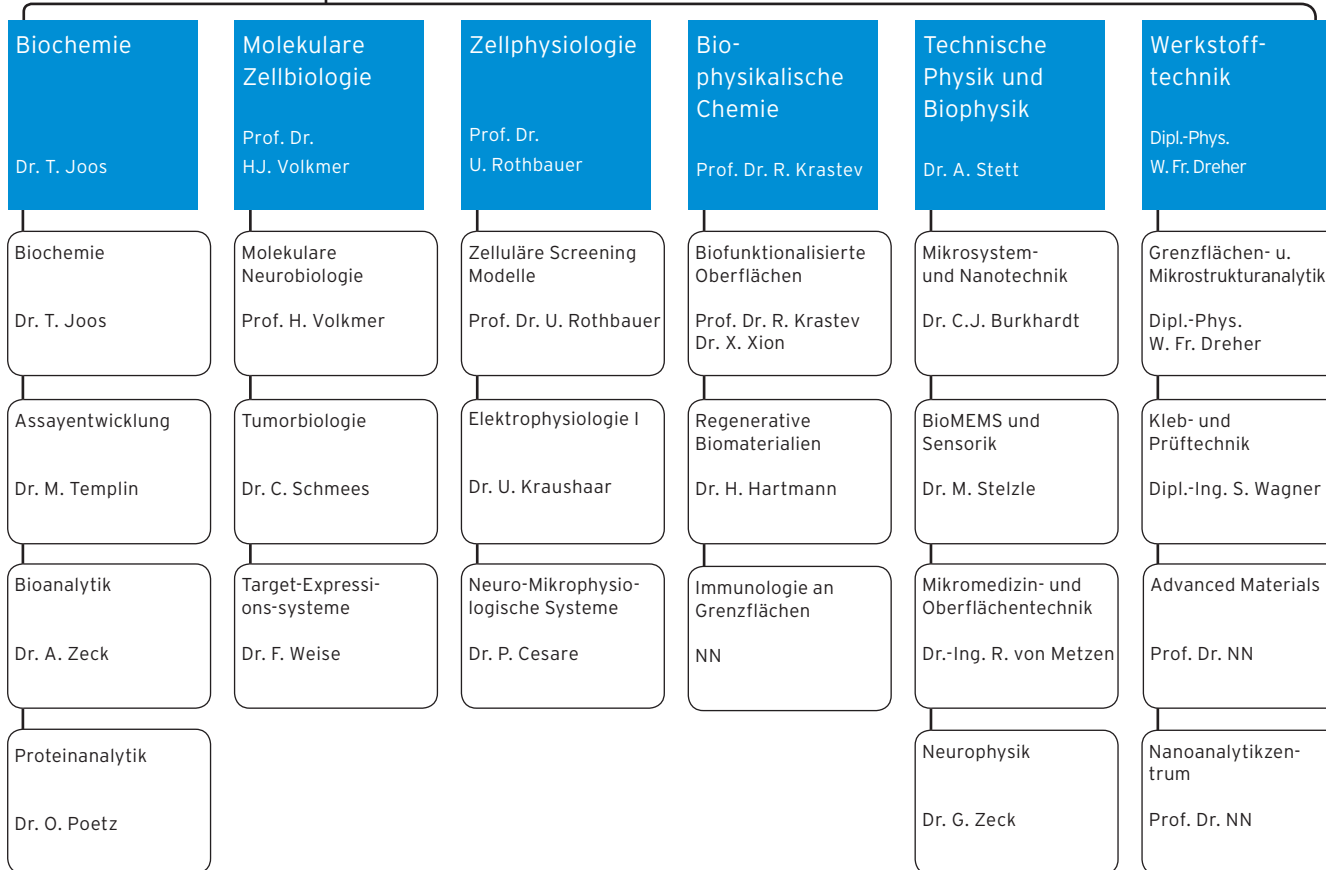 Biochemie
Dr. T. Joos
Molekulare
Zellbiologie
Prof. Dr.
HJ. Volkmer
Zellphysiologie
Prof. Dr.
U. Rothbauer
Bio-
physikalische
Chemie
Prof. Dr. R. Krastev
Technische
Physik und
Biophysik
Dr. A. Stett
Werkstoff-
technik
Dipl.-Phys.
W. Fr. Dreher
Biochemie
Dr. T. Joos
Molekulare
Neurobiologie
Prof. H. Volkmer
Zelluläre Screening
Modelle
Prof. Dr. U. Rothbauer
Biofunktionalisierte
Oberflächen
Prof. Dr. R. Krastev
Dr. X. Xion
Mikrosystem-
und Nanotechnik
Dr. C.J. Burkhardt
Grenzflächen- u.
Mikrostrukturanalytik
Dipl.-Phys.
W. Fr. Dreher
Assayentwicklung
Dr. M. Templin
Tumorbiologie
Dr. C. Schmees
Elektrophysiologie I
Dr. U. Kraushaar
Regenerative
Biomaterialien
Dr. H. Hartmann
BioMEMS und
Sensorik
Dr. M. Stelzle
Kleb- und
Prüftechnik
Dipl.-Ing. S. Wagner
Bioanalytik
Dr. A. Zeck
Target-Expressi-
ons-systeme
Dr. F. Weise
Neuro-Mikrophysio-
logische Systeme
Dr. P. Cesare
Immunologie an
Grenzflächen
NN
Mikromedizin- und
Oberflächentechnik
Dr.-Ing. R. von Metzen
Advanced Materials
Prof. Dr. NN
Proteinanalytik
Dr. O. Poetz
Neurophysik
Dr. G. Zeck
Nanoanalytikzen-
trum
Prof. Dr. NN